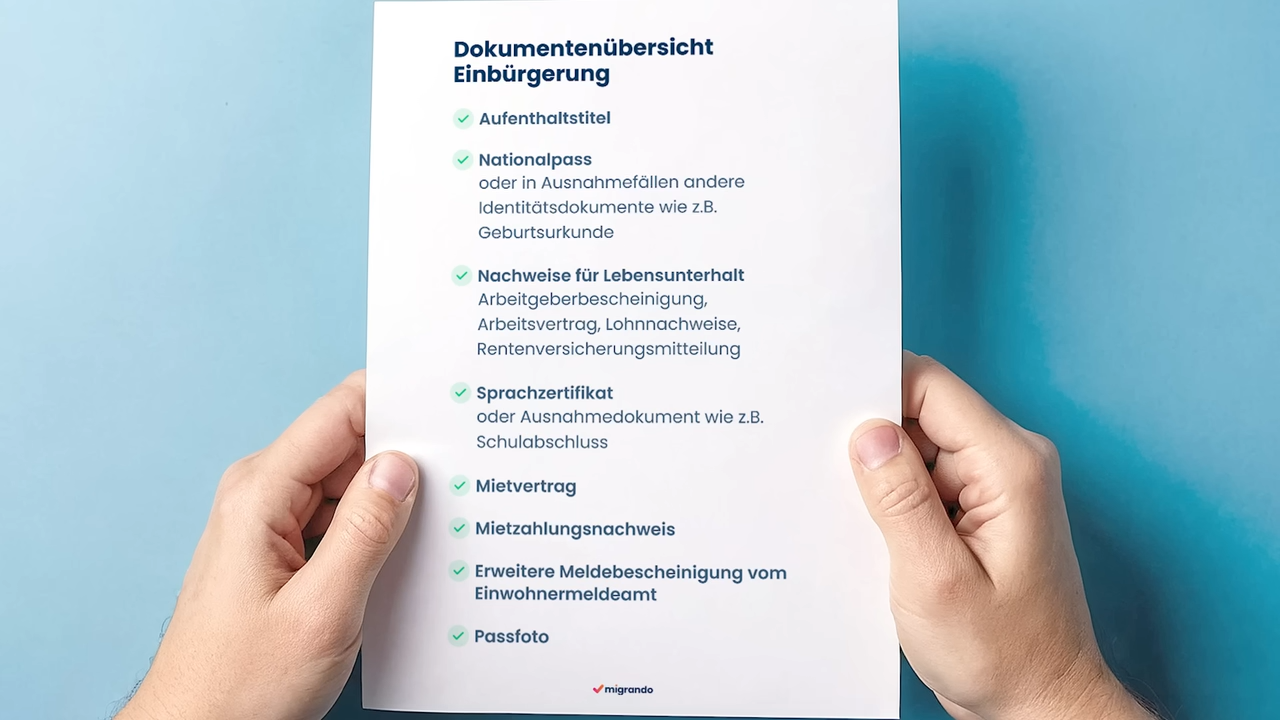 Dokumentenübersicht
Einbürgerung
Aufenthaltstitel
Nationalpass
oder in Ausnahmefällen andere
Identitätsdokumente wie z.B.
Geburtsurkunde
Nachweise für Lebensunterhalt
Arbeitgeberbescheinigung,
Arbeitsvertrag, Lohnnachweise,
Rentenversicherungsmitteilung
Sprachzertifikat
oder Ausnahmedokument wie z.B.
Schulabschluss
Mietvertrag
Mietzahlungsnachweis
Erweitere Meldebescheinigung vom
Einwohnermeldeamt
Passfoto
migrando